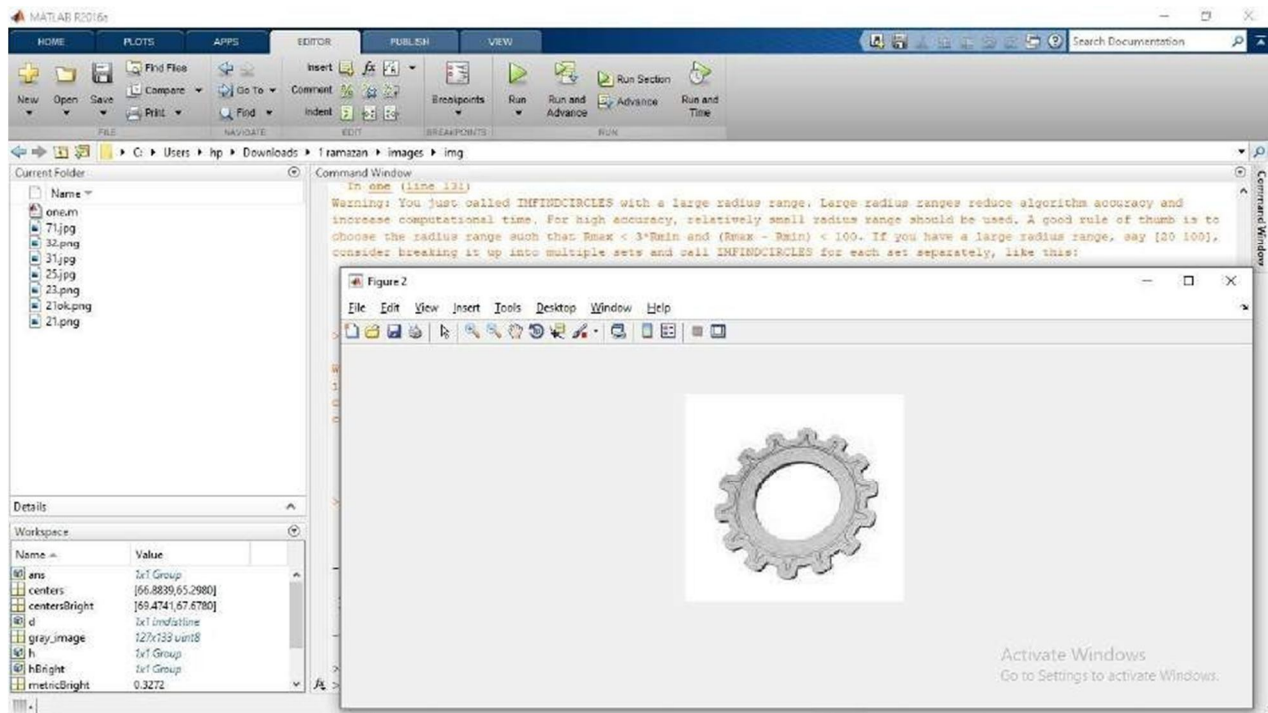 MATLAB R2016a
HOME PLOTS APPS EDITOR PUBLISH VIEW
Search Documentation
New Open Save
Find Files
Compare
Print
Go To
Find
Insert
Comment
Indent
Breakpoints
Run
Run and Advance
Run Section
Advance
Run and Time
FILE NAVIGATE EDIT BREAKPOINTS RUN
C: Users hp Downloads 1 ramazan images img
Current Folder
Name
one.m
71.jpg
32.png
31.jpg
25.jpg
23.png
21ok.png
21.png
Details
Workspace
Name Value
ans 1x1 Group
centers [66.8839,65.2980]
centersBright [69.4741,67.6780]
d 1x1 imdistline
gray_image 127x133 uint8
h 1x1 Group
hBright 1x1 Group
metricBright 0.3272
Command Window
In one (line 131)
Warning: You just called IMFINDCIRCLES with a large radius range. Large radius ranges reduce algorithm accuracy and
increase computational time. For high accuracy, relatively small radius range should be used. A good rule of thumb is to
choose the radius range such that Rmax < 3*Rmin and (Rmax - Rmin) < 100. If you have a large radius range, say [20 100],
consider breaking it up into multiple sets and call IMFINDCIRCLES for each set separately, like this:
Figure 2
File Edit View Insert Tools Desktop Window Help
Activate Windows
Go to Settings to activate Windows.
Command Window